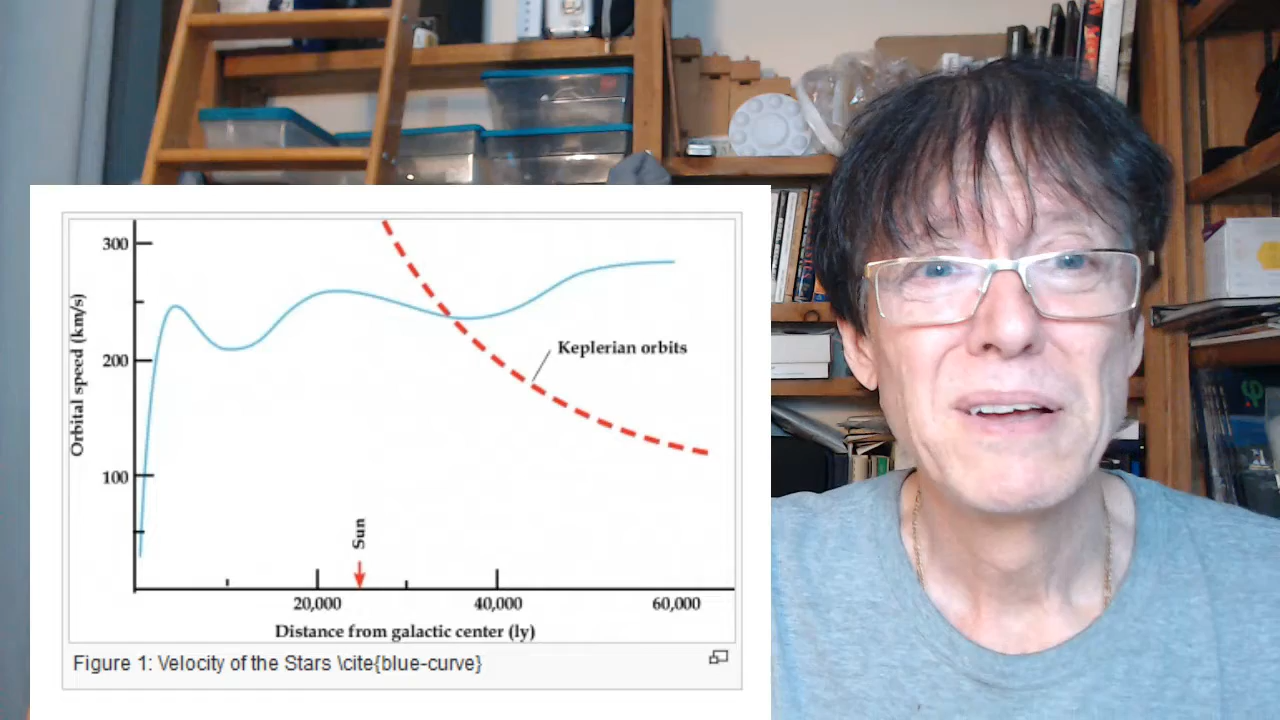 300
200
100
Orbital speed (km/s)
Keplerian orbits
Sun
20,000
40,000
60,000
Distance from galactic center (ly)
Figure 1: Velocity of the Stars \cite{blue-curve}